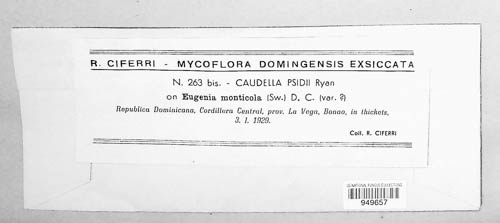 R. CIFERRI - MYCOFLORA DOMINGENSIS EXSICCATA
N. 263 bis. - CAUDELLA PSIDII Ryan
on Eugenia monticola (Sw.) D. C. (var. ?)
Republica Dominicana, Cordillera Central, prov. La Vega, Bonao, in thickets,
3. I. 1929.
Coll. R. CIFERRI
949657